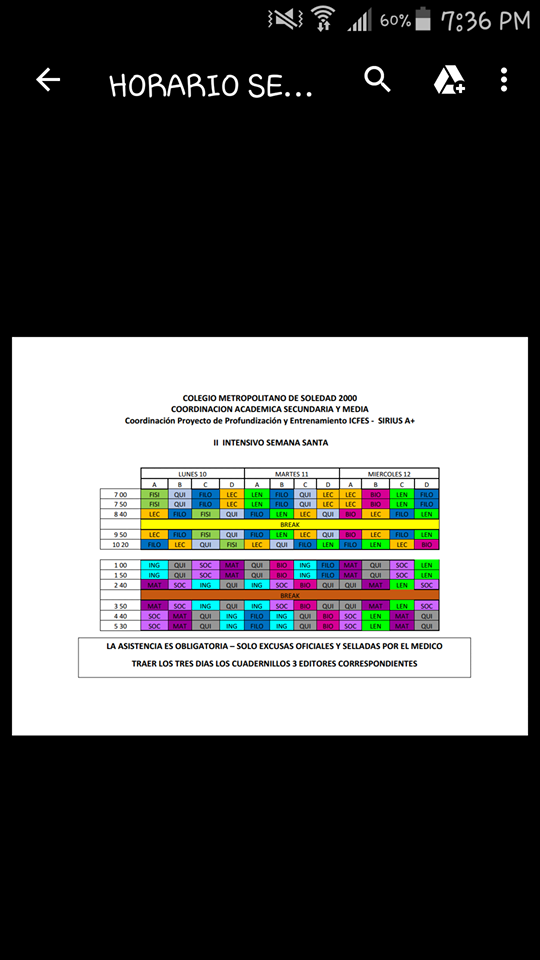 60% 7:36 PM
HORARIO SE...
COLEGIO METROPOLITANO DE SOLEDAD 2000
COORDINACION ACADEMICA SECUNDARIA Y MEDIA
Coordinación Proyecto de Profundización y Entrenamiento ICFES - SIRIUS A+
II INTENSIVO SEMANA SANTA
LUNES 10 MARTES 11 MIERCOLES 12
A B C D A B C D A B C D
7 00 FISI QUI FILO LEC LEN FILO QUI LEC LEC BIO LEN FILO
7 50 FISI QUI FILO LEC LEN FILO QUI LEC LEC BIO LEN FILO
8 40 LEC FILO FISI QUI FILO LEN LEC QUI BIO LEC FILO LEN
BREAK
9 50 LEC FILO FISI QUI FILO LEN LEC QUI BIO LEC FILO LEN
10 20 FILO LEC QUI FISI LEC QUI FILO LEN FILO LEN LEC BIO
1 00 ING QUI SOC MAT QUI BIO ING FILO MAT QUI SOC LEN
1 50 ING QUI SOC MAT QUI BIO ING FILO MAT QUI SOC LEN
2 40 MAT SOC ING QUI ING SOC BIO QUI QUI MAT LEN SOC
BREAK
3 50 MAT SOC ING QUI ING SOC BIO QUI QUI MAT LEN SOC
4 40 SOC MAT QUI ING FILO ING QUI BIO SOC LEN MAT QUI
5 30 SOC MAT QUI ING FILO ING QUI BIO SOC LEN MAT QUI
LA ASISTENCIA ES OBLIGATORIA – SOLO EXCUSAS OFICIALES Y SELLADAS POR EL MEDICO
TRAER LOS TRES DIAS LOS CUADERNILLOS 3 EDITORES CORRESPONDIENTES